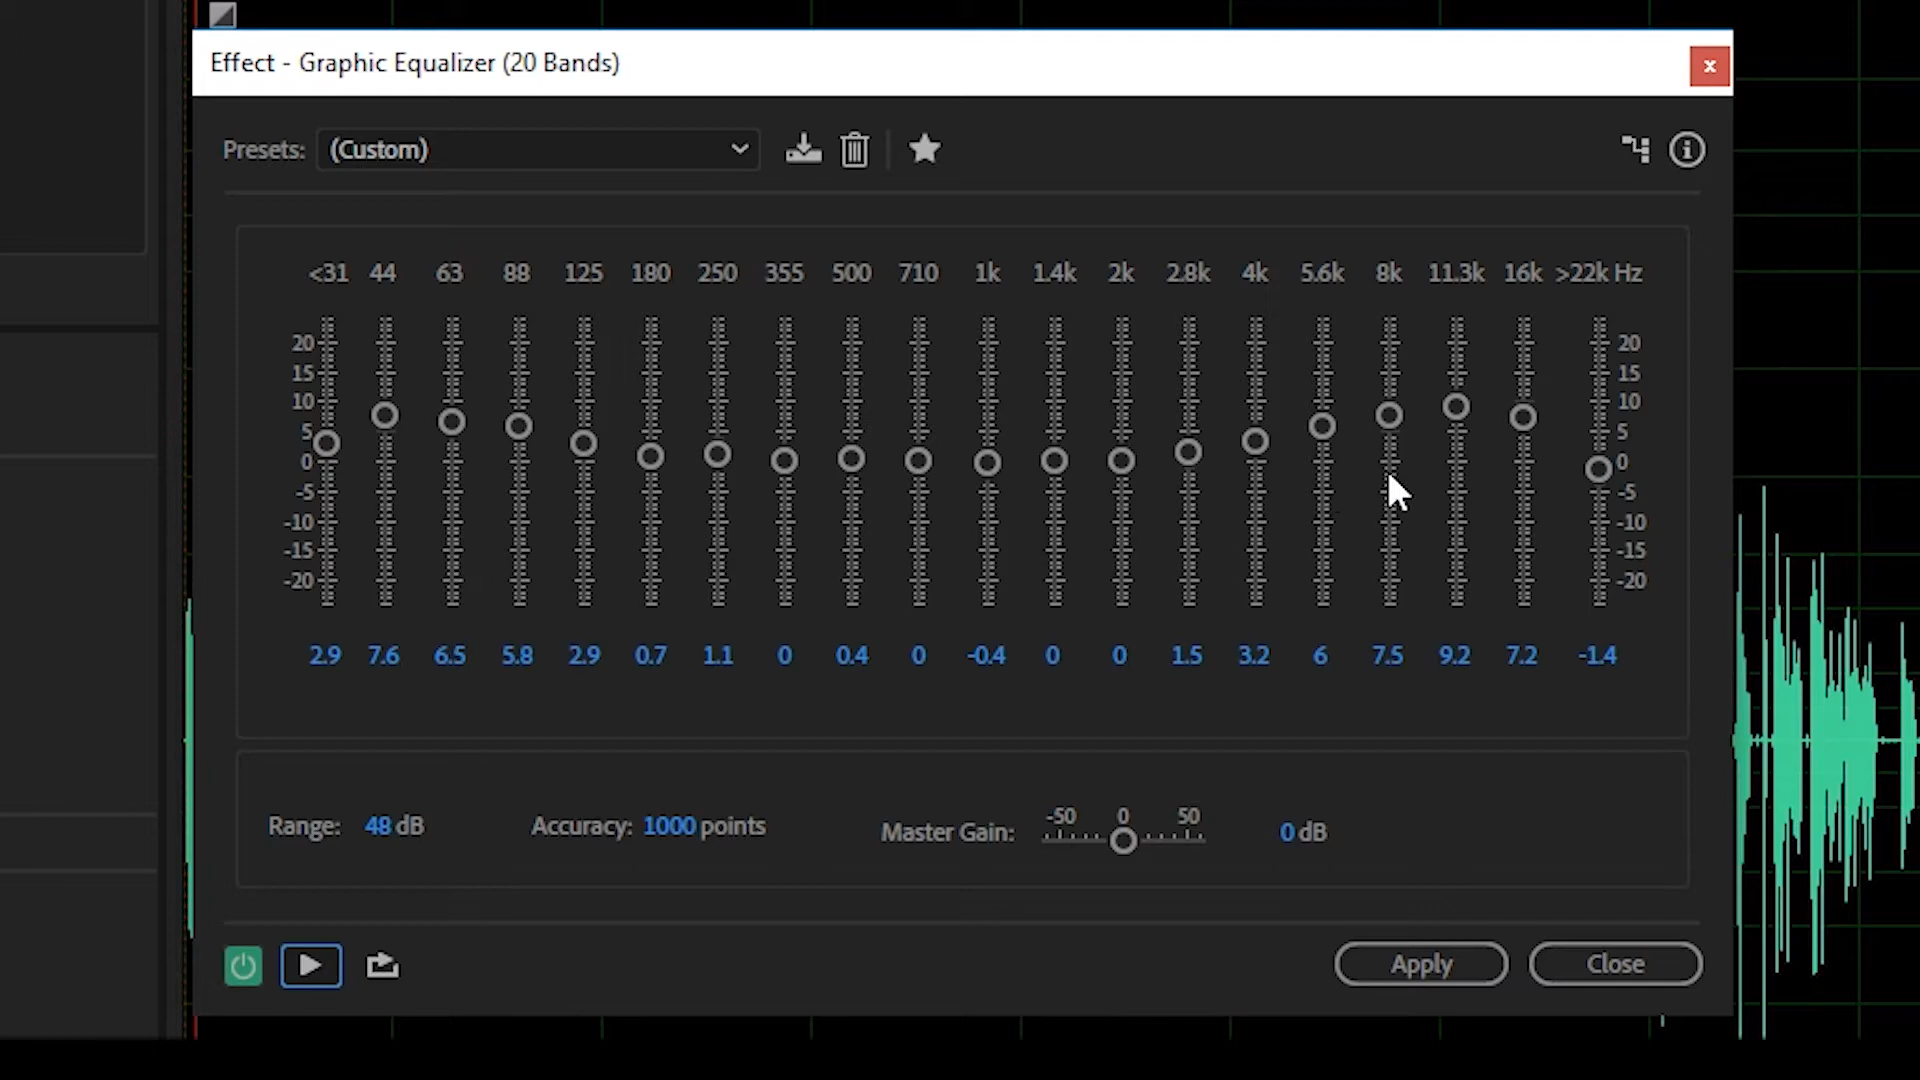 Effect - Graphic Equalizer (20 Bands)
x
Presets: (Custom)
<31 44 63 88 125 180 250 355 500 710 1k 1.4k 2k 2.8k 4k 5.6k 8k 11.3k 16k >22k Hz
20 20
15 15
10 10
5 5
0 0
-5 -5
-10 -10
-15 -15
-20 -20
2.9 7.6 6.5 5.8 2.9 0.7 1.1 0 0.4 0 -0.4 0 0 1.5 3.2 6 7.5 9.2 7.2 -1.4
-50 0 50
Range: 48 dB Accuracy: 1000 points Master Gain: 0 dB
Apply Close